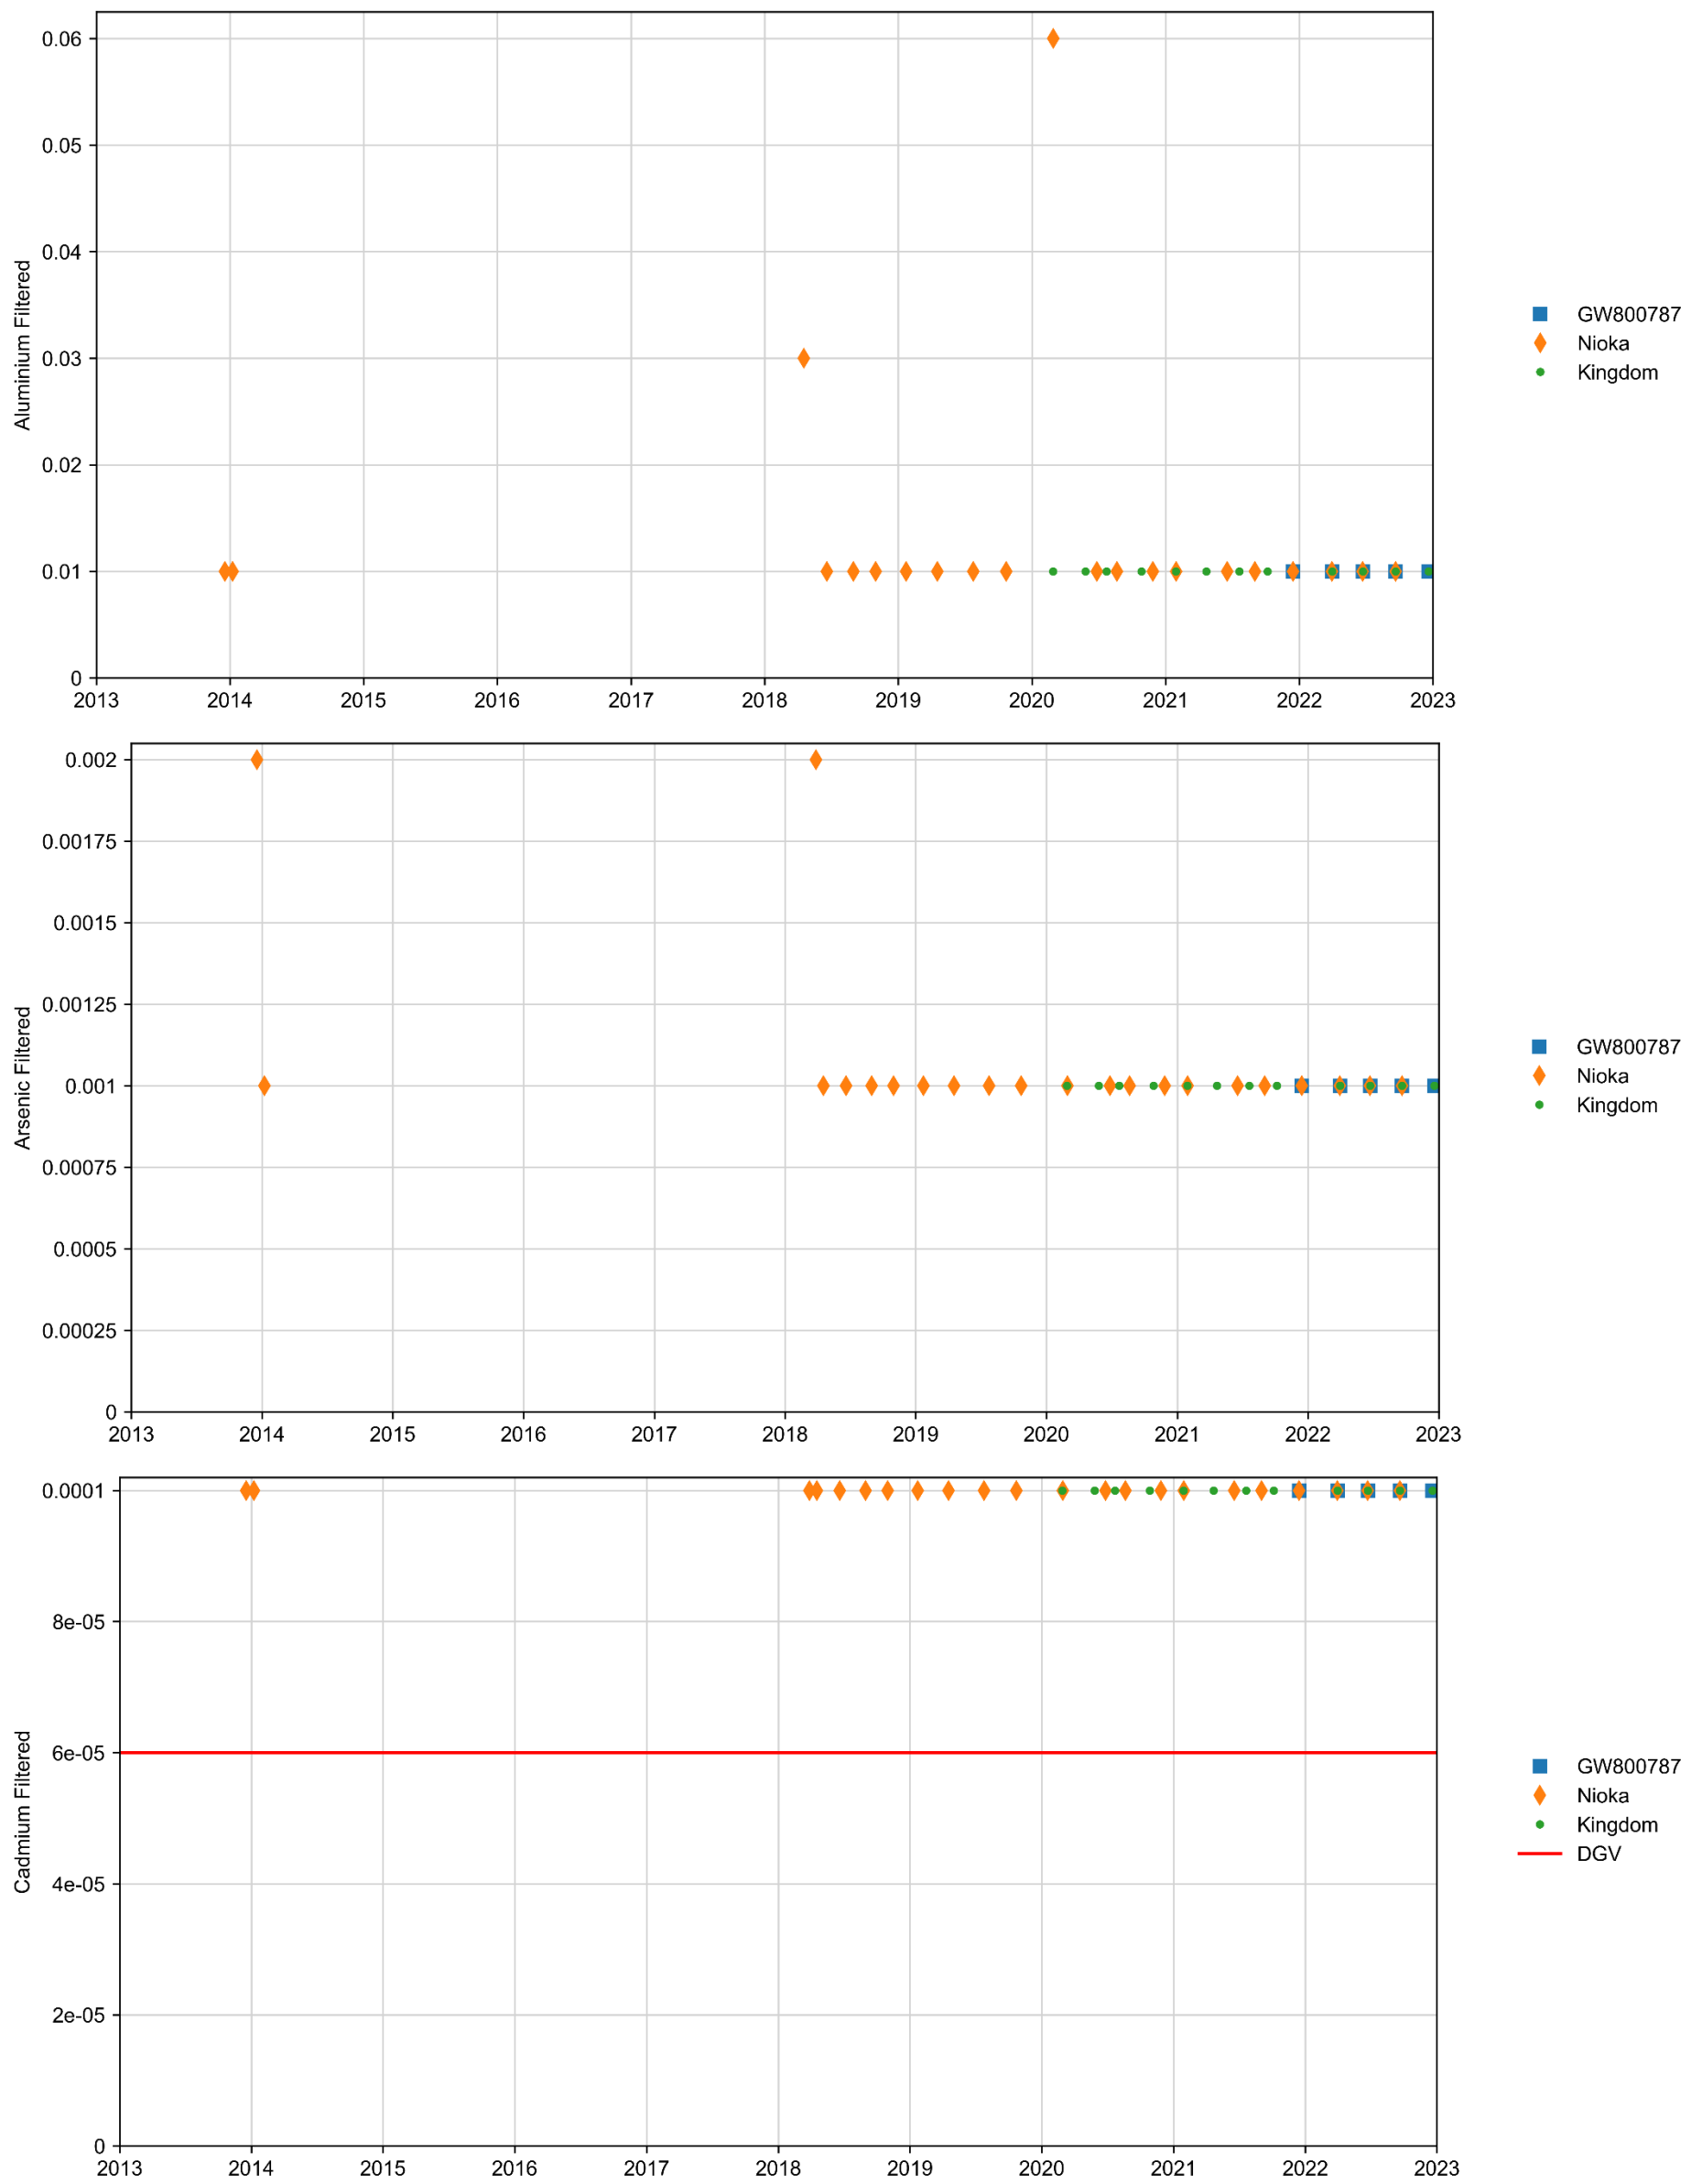 0.06
0.05
0.04
0.03
0.02
0.01
0
Aluminium Filtered
2013 2014 2015 2016 2017 2018 2019 2020 2021 2022 2023
GW800787
Nioka
Kingdom
0.002
0.00175
0.0015
0.00125
0.001
0.00075
0.0005
0.00025
0
Arsenic Filtered
2013 2014 2015 2016 2017 2018 2019 2020 2021 2022 2023
GW800787
Nioka
Kingdom
0.0001
8e-05
6e-05
4e-05
2e-05
0
Cadmium Filtered
2013 2014 2015 2016 2017 2018 2019 2020 2021 2022 2023
GW800787
Nioka
Kingdom
DGV